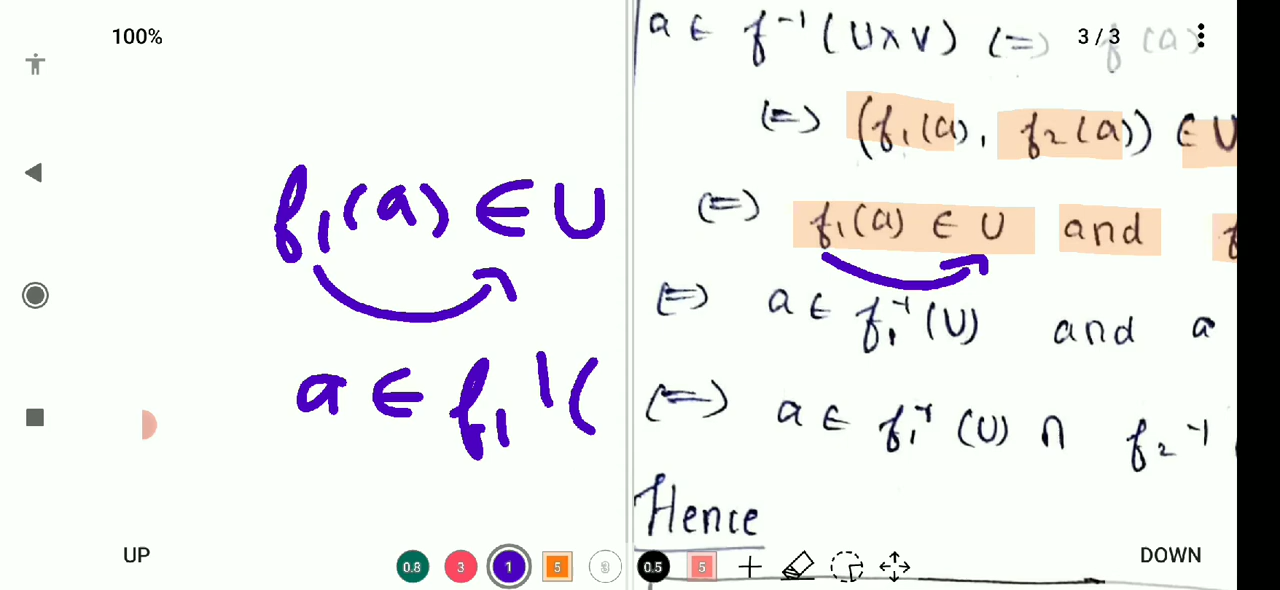 100%
f₁(a) ∈ U
a ∈ f₁⁻¹(
UP
a ∈ f⁻¹(U×V) (=) f(a)
3 / 3
(=) (f₁(a), f₂(a)) ∈ U
(=) f₁(a) ∈ U and
(=) a ∈ f₁⁻¹(U) and a
(=) a ∈ f₁⁻¹(U) ∩ f₂⁻¹
Hence
0.8 3 1 5 3 0.5 5
DOWN